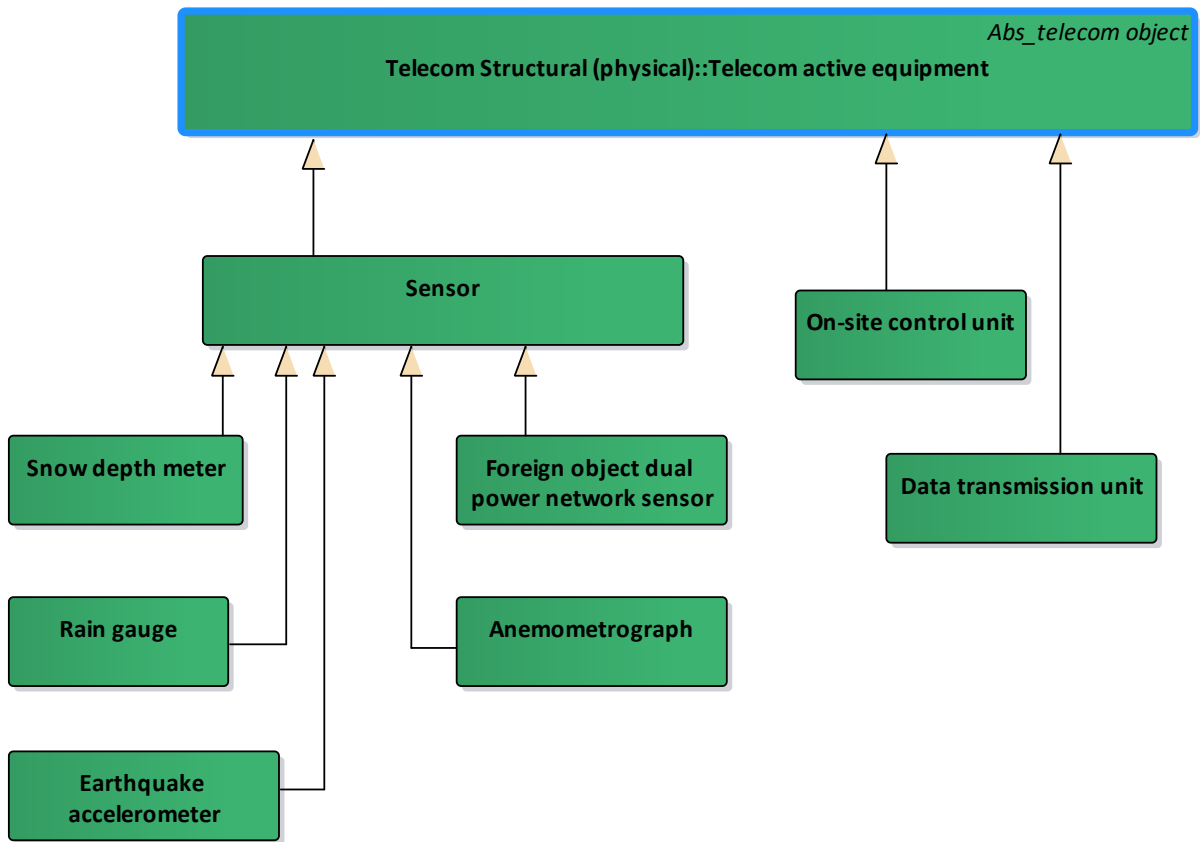 Abs_telecom object
Telecom Structural (physical)::Telecom active equipment
Sensor
On-site control unit
Snow depth meter
Foreign object dual
power network sensor
Data transmission unit
Rain gauge
Anemometrograph
Earthquake
accelerometer